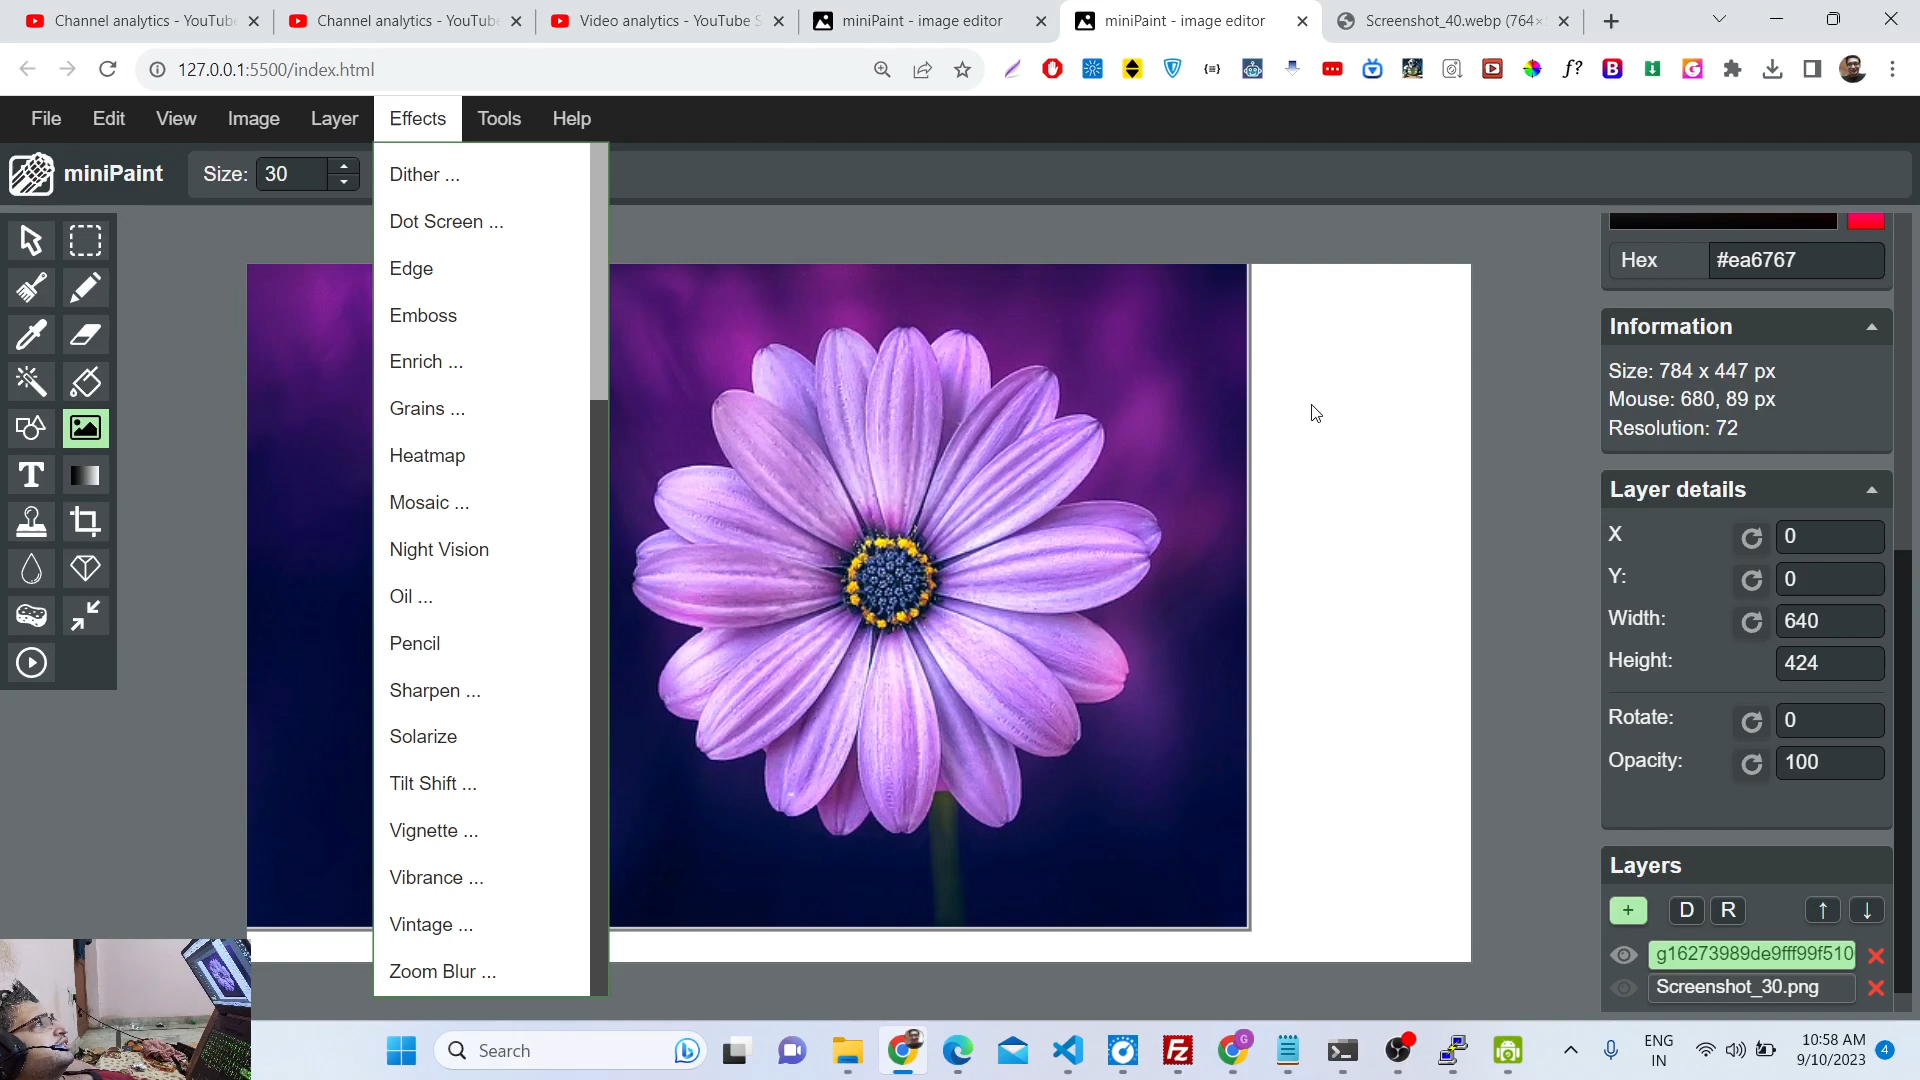 Channel analytics - YouTube
Channel analytics - YouTube
Video analytics - YouTube S
miniPaint - image editor
miniPaint - image editor
Screenshot_40.webp (764×
127.0.0.1:5500/index.html
File Edit View Image Layer Effects Tools Help
miniPaint
Size: 30
Dither ...
Dot Screen ...
Edge
Emboss
Enrich ...
Grains ...
Heatmap
Mosaic ...
Night Vision
Oil ...
Pencil
Sharpen ...
Solarize
Tilt Shift ...
Vignette ...
Vibrance ...
Vintage ...
Zoom Blur ...
Hex #ea6767
Information
Size: 784 x 447 px
Mouse: 680, 89 px
Resolution: 72
Layer details
X 0
Y: 0
Width: 640
Height: 424
Rotate: 0
Opacity: 100
Layers
+ D R ↑ ↓
g16273989de9fff99f510
Screenshot_30.png
Search
ENG
IN
10:58 AM
9/10/2023
4